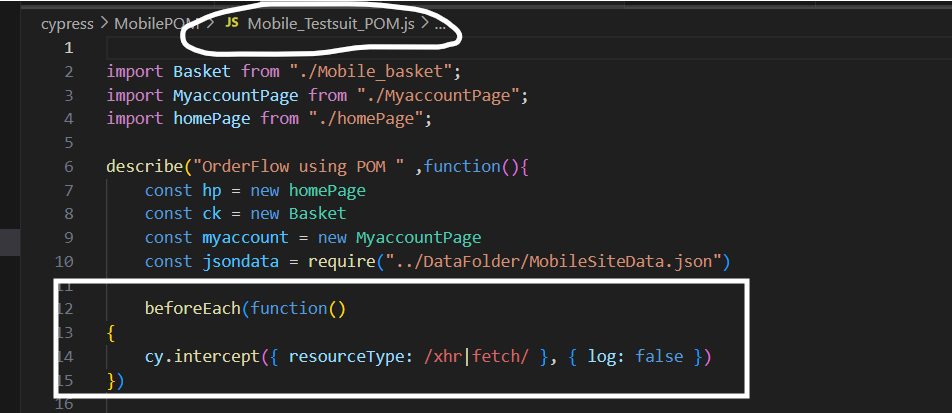 cypress > MobilePOM > JS Mobile_Testsuit_POM.js > ...
1
2 import Basket from "./Mobile_basket";
3 import MyaccountPage from "./MyaccountPage";
4 import homePage from "./homePage";
5
6 describe("OrderFlow using POM " ,function(){
7 const hp = new homePage
8 const ck = new Basket
9 const myaccount = new MyaccountPage
10 const jsondata = require("../DataFolder/MobileSiteData.json")
11
12 beforeEach(function()
13 {
14 cy.intercept({ resourceType: /xhr|fetch/ }, { log: false })
15 })
16